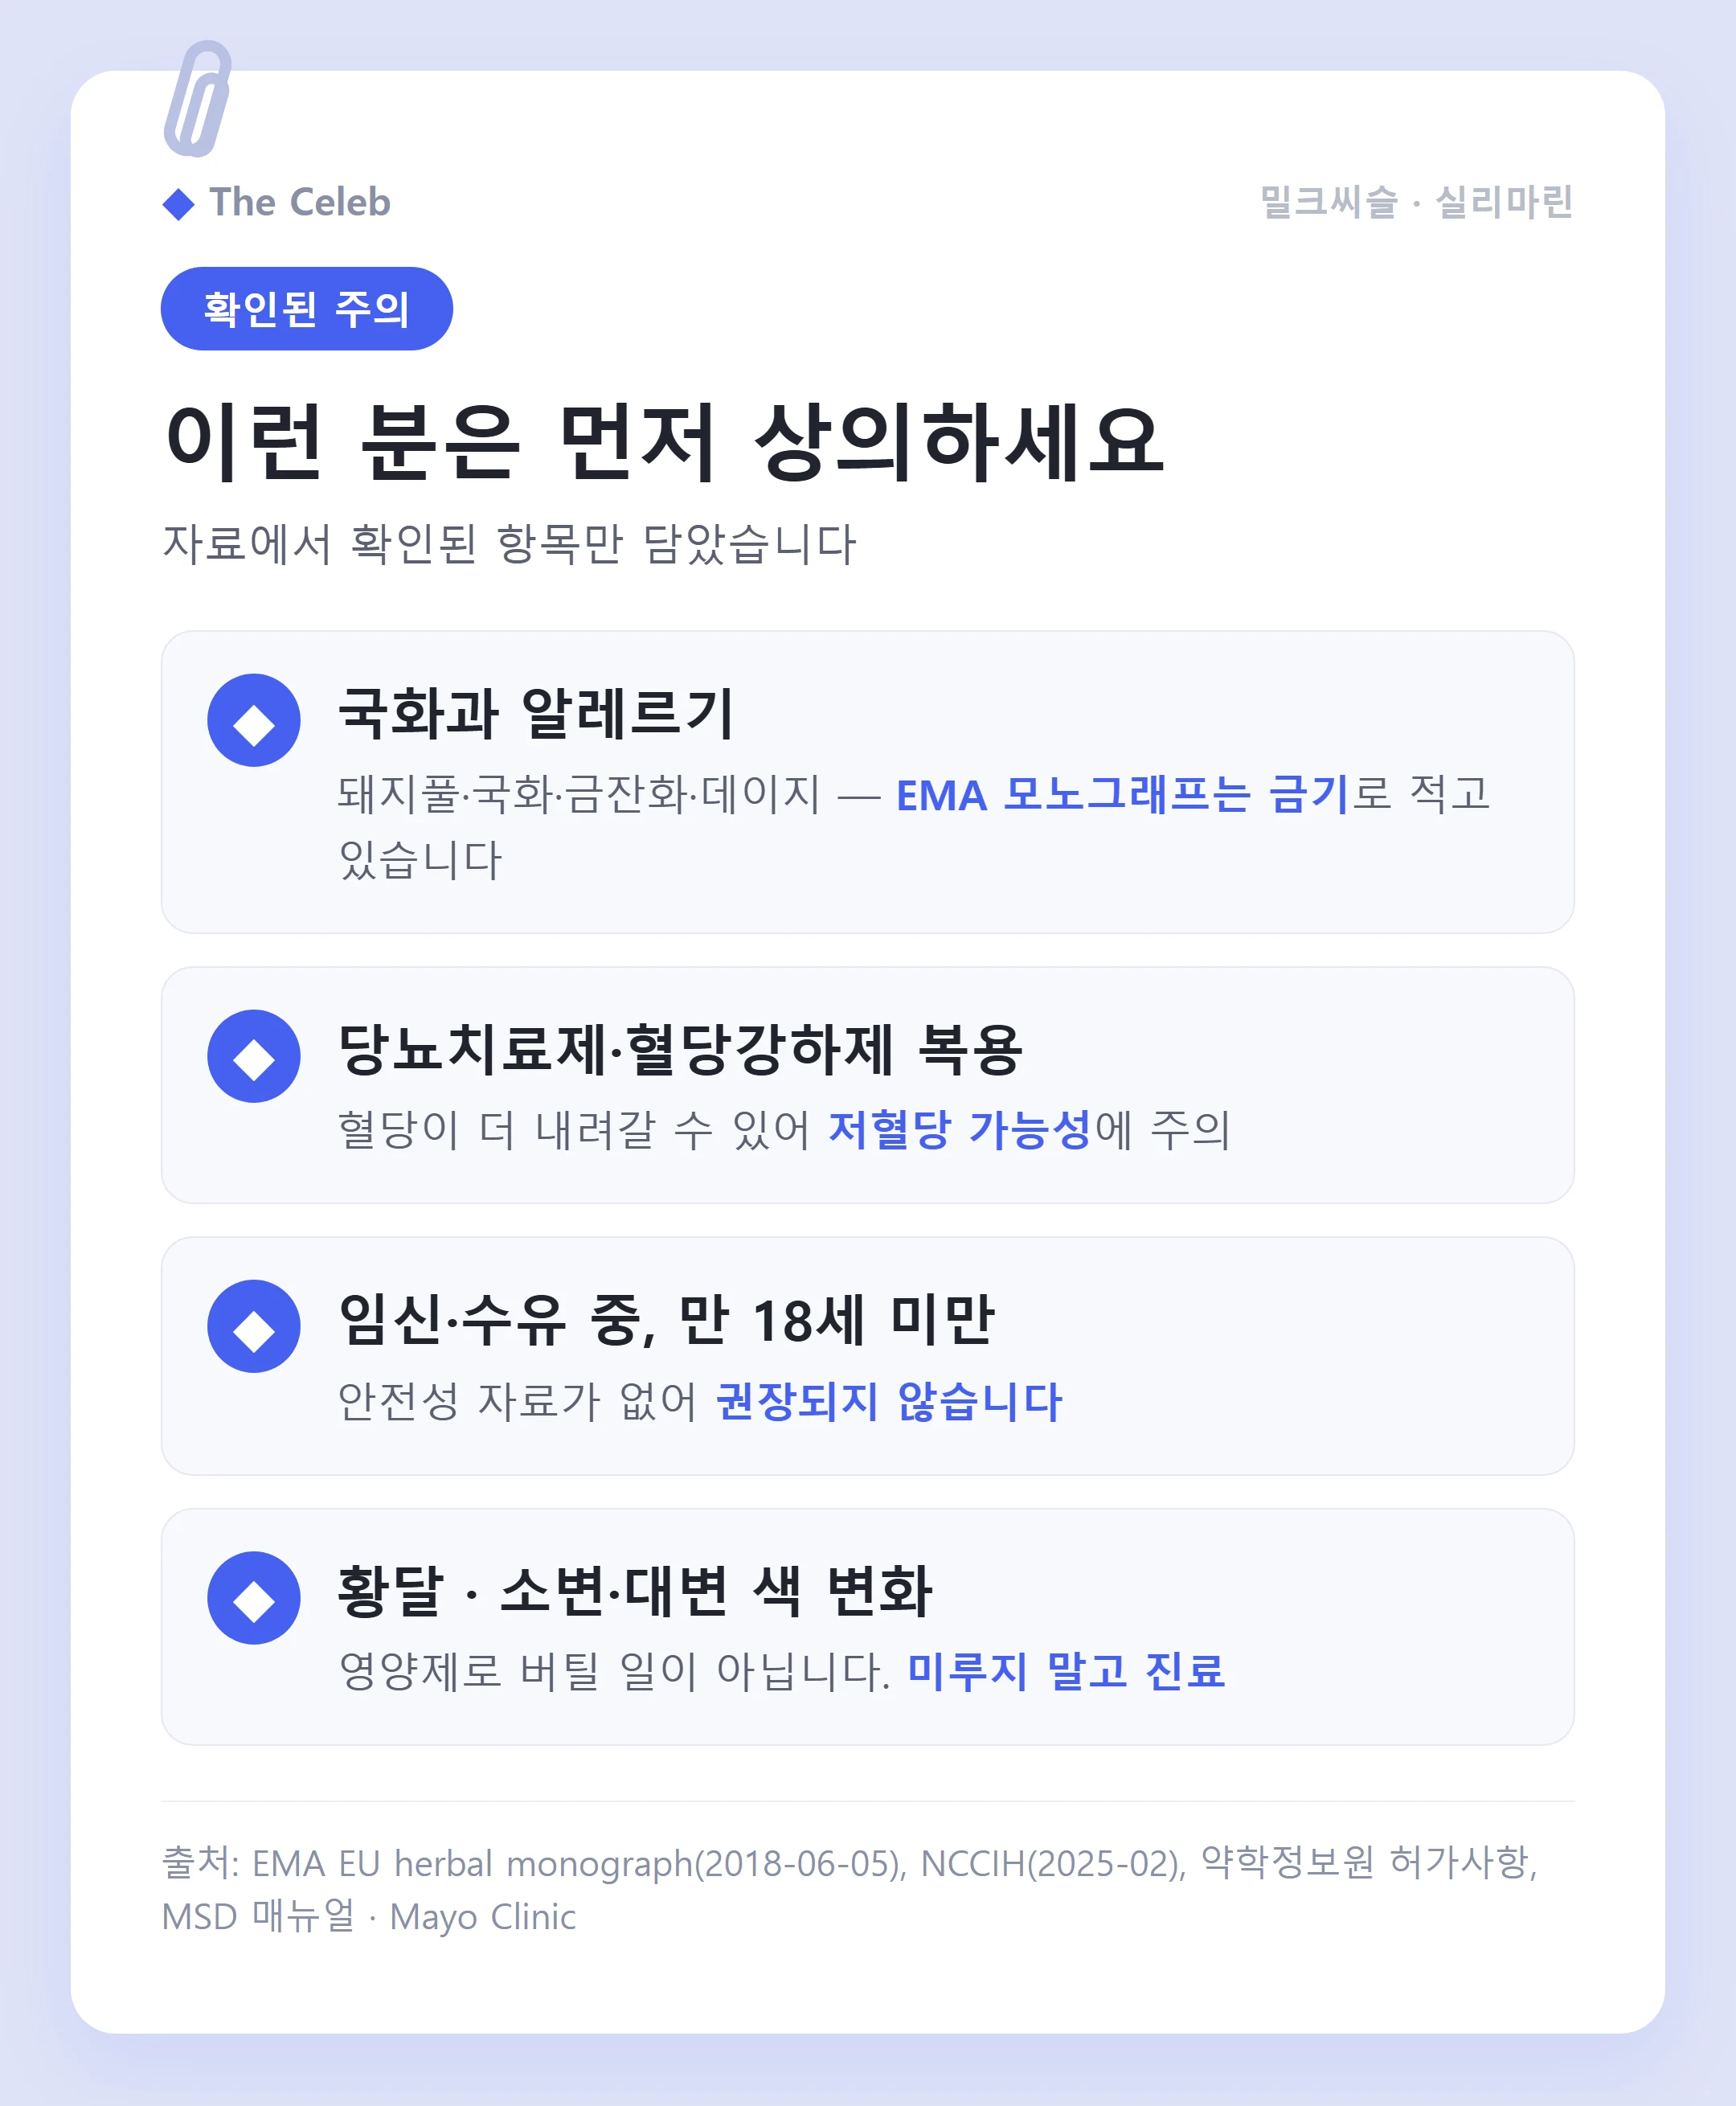 The Celeb
밀크씨슬 · 실리마린
확인된 주의
이런 분은 먼저 상의하세요
자료에서 확인된 항목만 담았습니다
국화과 알레르기
돼지풀·국화·금잔화·데이지 — EMA 모노그래프는 금기로 적고
있습니다
당뇨치료제·혈당강하제 복용
혈당이 더 내려갈 수 있어 저혈당 가능성에 주의
임신·수유 중, 만 18세 미만
안전성 자료가 없어 권장되지 않습니다
황달 · 소변·대변 색 변화
영양제로 버틸 일이 아닙니다. 미루지 말고 진료
출처: EMA EU herbal monograph(2018-06-05), NCCIH(2025-02), 약학정보원 허가사항,
MSD 매뉴얼 · Mayo Clinic